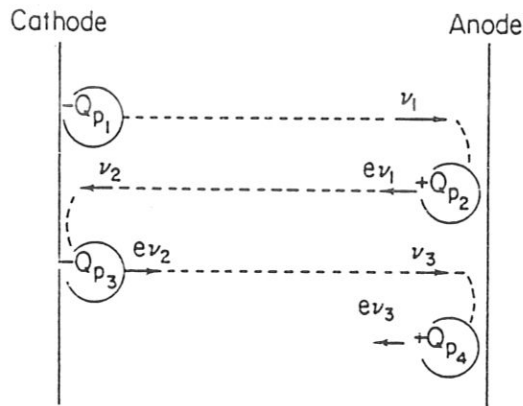 Cathode Anode
-Qp₁ ν₁
ν₂ eν₁ +Qp₂
-Qp₃ eν₂ ν₃
eν₃ +Qp₄